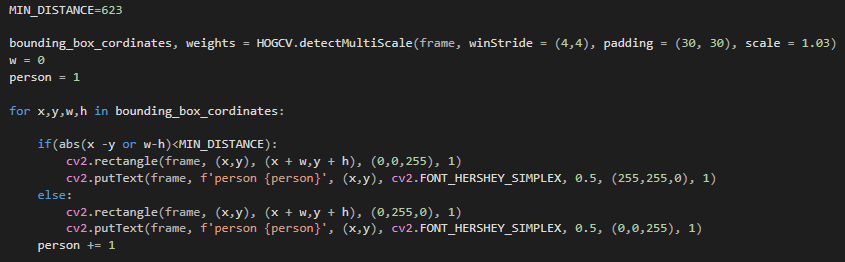 MIN_DISTANCE=623
bounding_box_cordinates, weights = HOGCV.detectMultiScale(frame, winStride = (4,4), padding = (30, 30), scale = 1.03)
w = 0
person = 1
for x,y,w,h in bounding_box_cordinates:
if(abs(x -y or w-h)<MIN_DISTANCE):
cv2.rectangle(frame, (x,y), (x + w,y + h), (0,0,255), 1)
cv2.putText(frame, f'person {person}', (x,y), cv2.FONT_HERSHEY_SIMPLEX, 0.5, (255,255,0), 1)
else:
cv2.rectangle(frame, (x,y), (x + w,y + h), (0,255,0), 1)
cv2.putText(frame, f'person {person}', (x,y), cv2.FONT_HERSHEY_SIMPLEX, 0.5, (0,0,255), 1)
person += 1